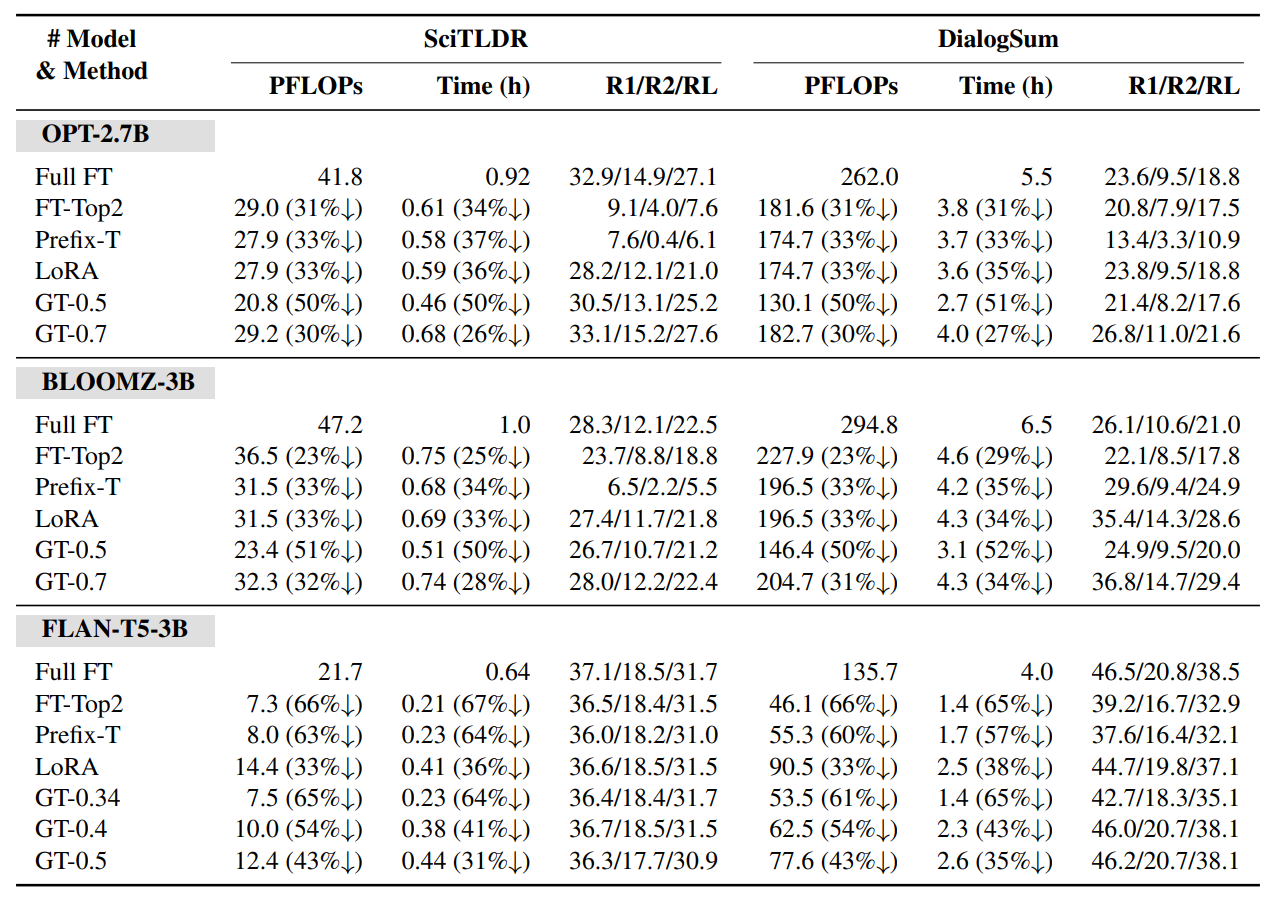 # Model SciTLDR DialogSum
& Method PFLOPs Time (h) R1/R2/RL PFLOPs Time (h) R1/R2/RL
OPT-2.7B
Full FT 41.8 0.92 32.9/14.9/27.1 262.0 5.5 23.6/9.5/18.8
FT-Top2 29.0 (31%↓) 0.61 (34%↓) 9.1/4.0/7.6 181.6 (31%↓) 3.8 (31%↓) 20.8/7.9/17.5
Prefix-T 27.9 (33%↓) 0.58 (37%↓) 7.6/0.4/6.1 174.7 (33%↓) 3.7 (33%↓) 13.4/3.3/10.9
LoRA 27.9 (33%↓) 0.59 (36%↓) 28.2/12.1/21.0 174.7 (33%↓) 3.6 (35%↓) 23.8/9.5/18.8
GT-0.5 20.8 (50%↓) 0.46 (50%↓) 30.5/13.1/25.2 130.1 (50%↓) 2.7 (51%↓) 21.4/8.2/17.6
GT-0.7 29.2 (30%↓) 0.68 (26%↓) 33.1/15.2/27.6 182.7 (30%↓) 4.0 (27%↓) 26.8/11.0/21.6
BLOOMZ-3B
Full FT 47.2 1.0 28.3/12.1/22.5 294.8 6.5 26.1/10.6/21.0
FT-Top2 36.5 (23%↓) 0.75 (25%↓) 23.7/8.8/18.8 227.9 (23%↓) 4.6 (29%↓) 22.1/8.5/17.8
Prefix-T 31.5 (33%↓) 0.68 (34%↓) 6.5/2.2/5.5 196.5 (33%↓) 4.2 (35%↓) 29.6/9.4/24.9
LoRA 31.5 (33%↓) 0.69 (33%↓) 27.4/11.7/21.8 196.5 (33%↓) 4.3 (34%↓) 35.4/14.3/28.6
GT-0.5 23.4 (51%↓) 0.51 (50%↓) 26.7/10.7/21.2 146.4 (50%↓) 3.1 (52%↓) 24.9/9.5/20.0
GT-0.7 32.3 (32%↓) 0.74 (28%↓) 28.0/12.2/22.4 204.7 (31%↓) 4.3 (34%↓) 36.8/14.7/29.4
FLAN-T5-3B
Full FT 21.7 0.64 37.1/18.5/31.7 135.7 4.0 46.5/20.8/38.5
FT-Top2 7.3 (66%↓) 0.21 (67%↓) 36.5/18.4/31.5 46.1 (66%↓) 1.4 (65%↓) 39.2/16.7/32.9
Prefix-T 8.0 (63%↓) 0.23 (64%↓) 36.0/18.2/31.0 55.3 (60%↓) 1.7 (57%↓) 37.6/16.4/32.1
LoRA 14.4 (33%↓) 0.41 (36%↓) 36.6/18.5/31.5 90.5 (33%↓) 2.5 (38%↓) 44.7/19.8/37.1
GT-0.34 7.5 (65%↓) 0.23 (64%↓) 36.4/18.4/31.7 53.5 (61%↓) 1.4 (65%↓) 42.7/18.3/35.1
GT-0.4 10.0 (54%↓) 0.38 (41%↓) 36.7/18.5/31.5 62.5 (54%↓) 2.3 (43%↓) 46.0/20.7/38.1
GT-0.5 12.4 (43%↓) 0.44 (31%↓) 36.3/17.7/30.9 77.6 (43%↓) 2.6 (35%↓) 46.2/20.7/38.1